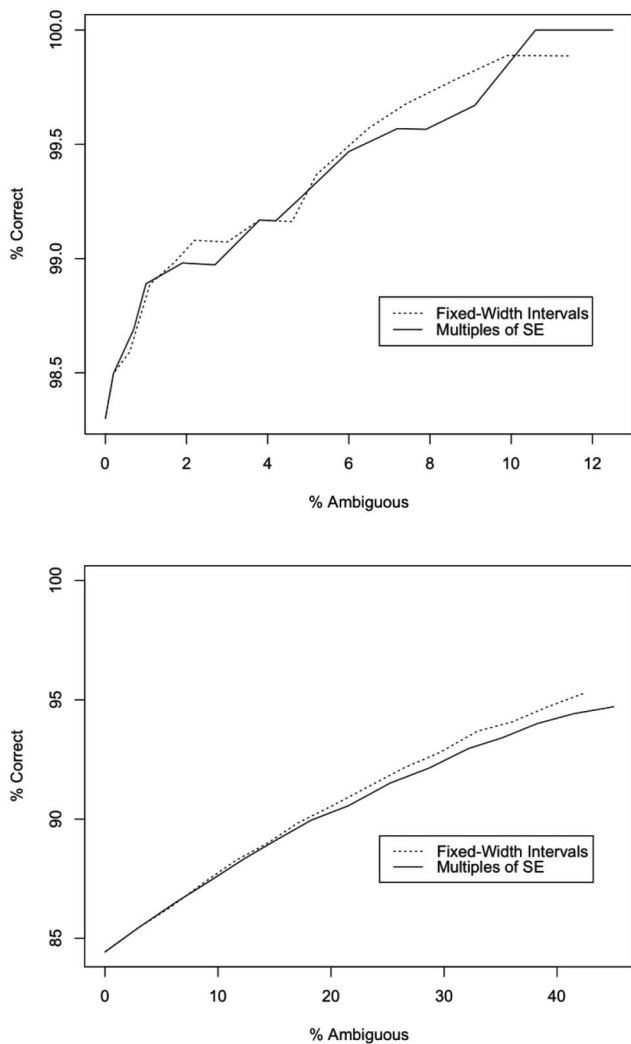 100.0
99.5
99.0
98.5
% Correct
Fixed-Width Intervals
Multiples of SE
0 2 4 6 8 10 12
% Ambiguous
100
95
90
85
% Correct
Fixed-Width Intervals
Multiples of SE
0 10 20 30 40
% Ambiguous